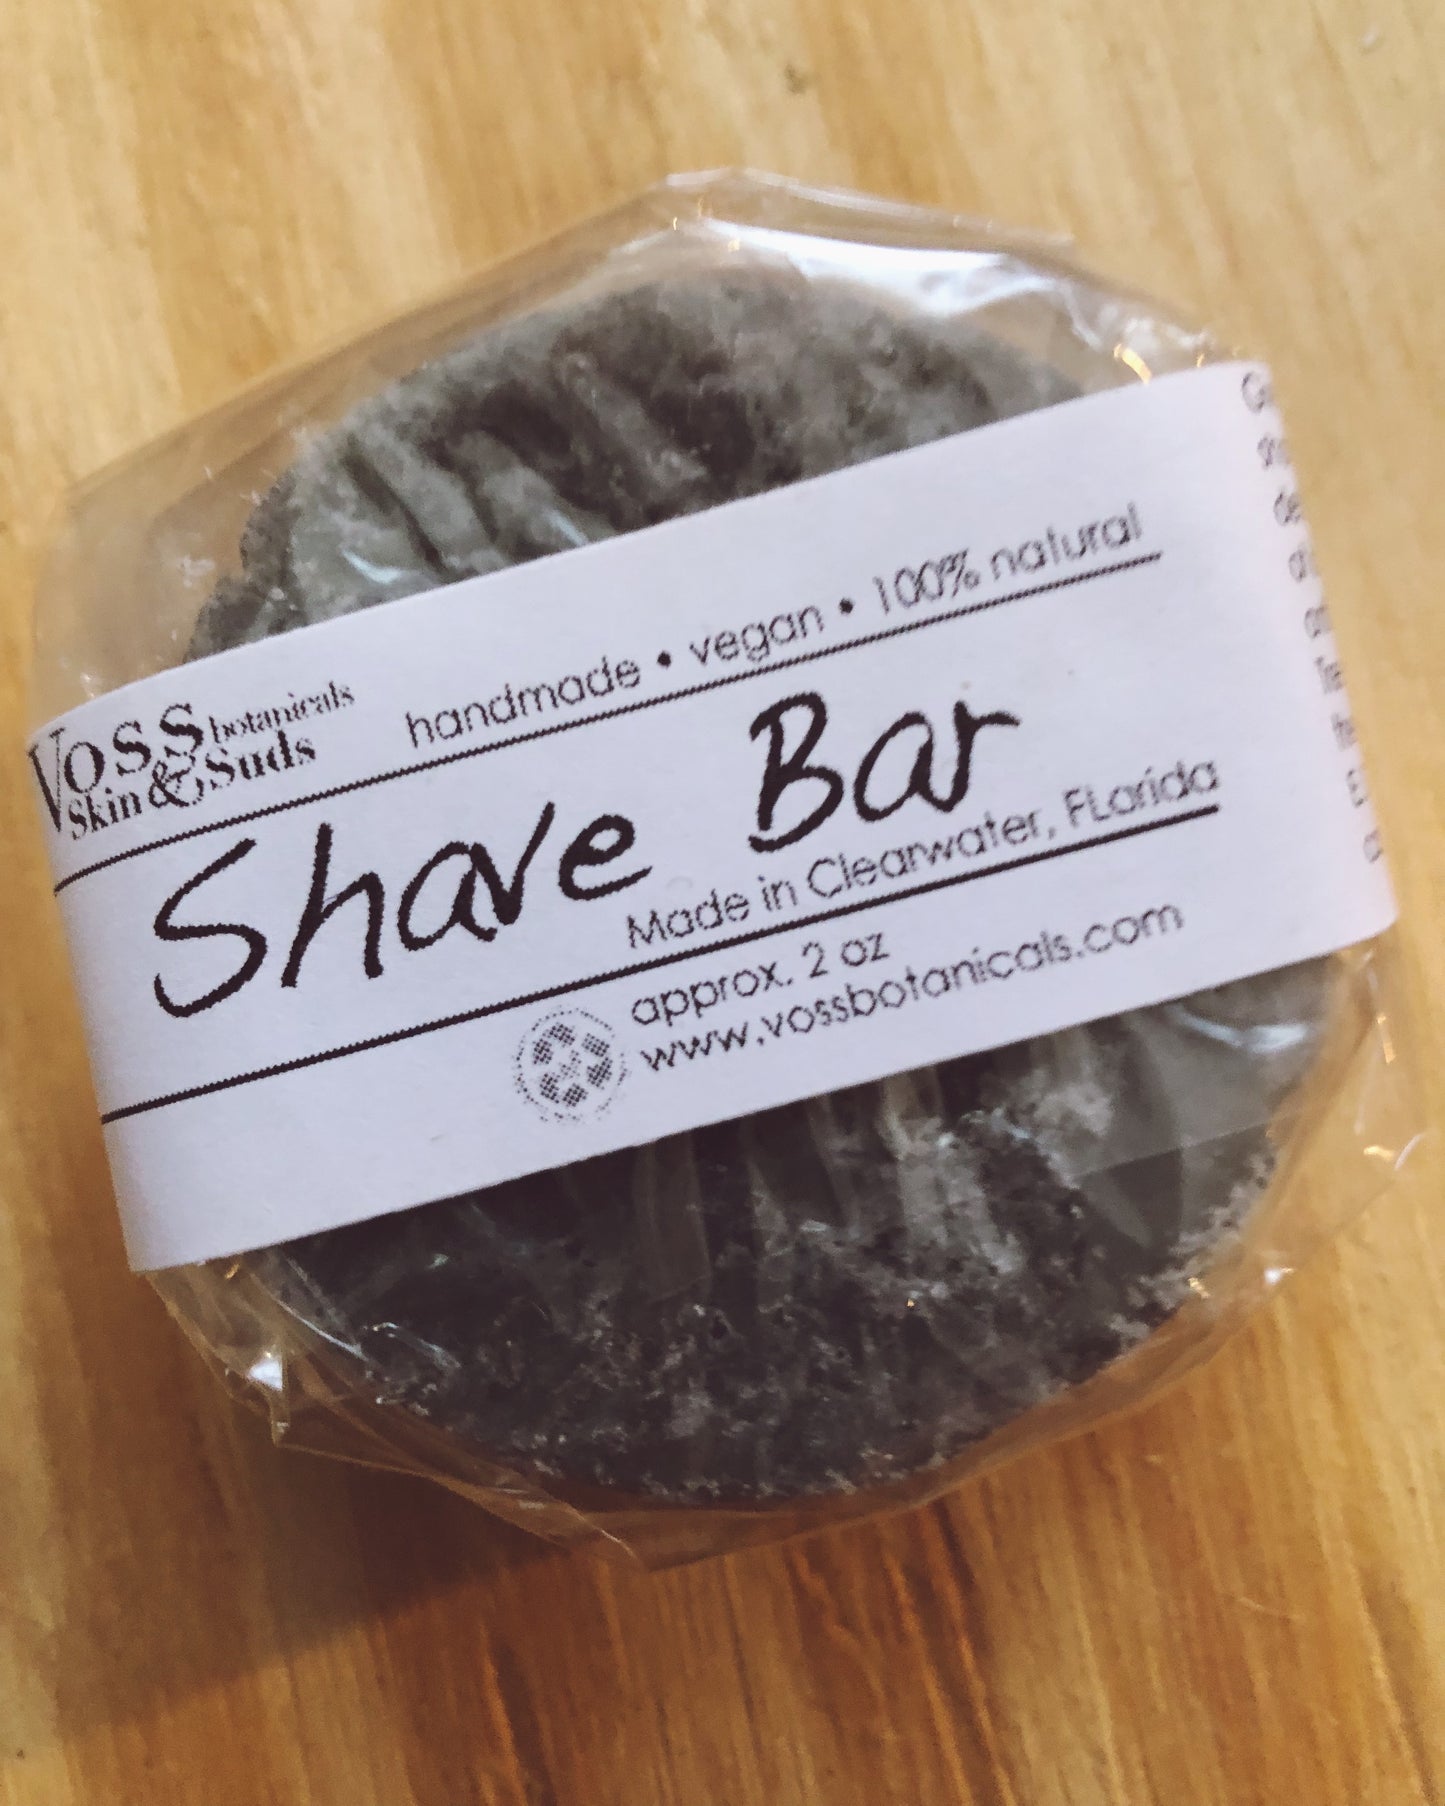 Voss botanicals
Skin & Suds
handmade • vegan • 100% natural
Shave Bar
Made in Clearwater, FLorida
approx. 2 oz
www.vossbotanicals.com